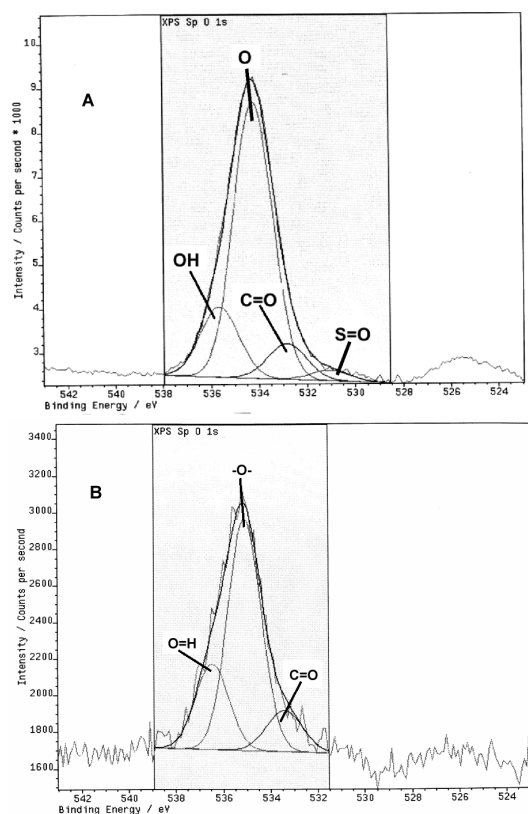 XPS Sp O 1s
A
O
OH
C=O
S=O
Intensity / Counts per second * 1000
10
9
8
7
6
5
4
3
542 540 538 536 534 532 530 528 526 524
Binding Energy / eV
XPS Sp O 1s
B
-O-
O=H
C=O
Intensity / Counts per second
3400
3200
3000
2800
2600
2400
2200
2000
1800
1600
542 540 538 536 534 532 530 528 526 524
Binding Energy / eV